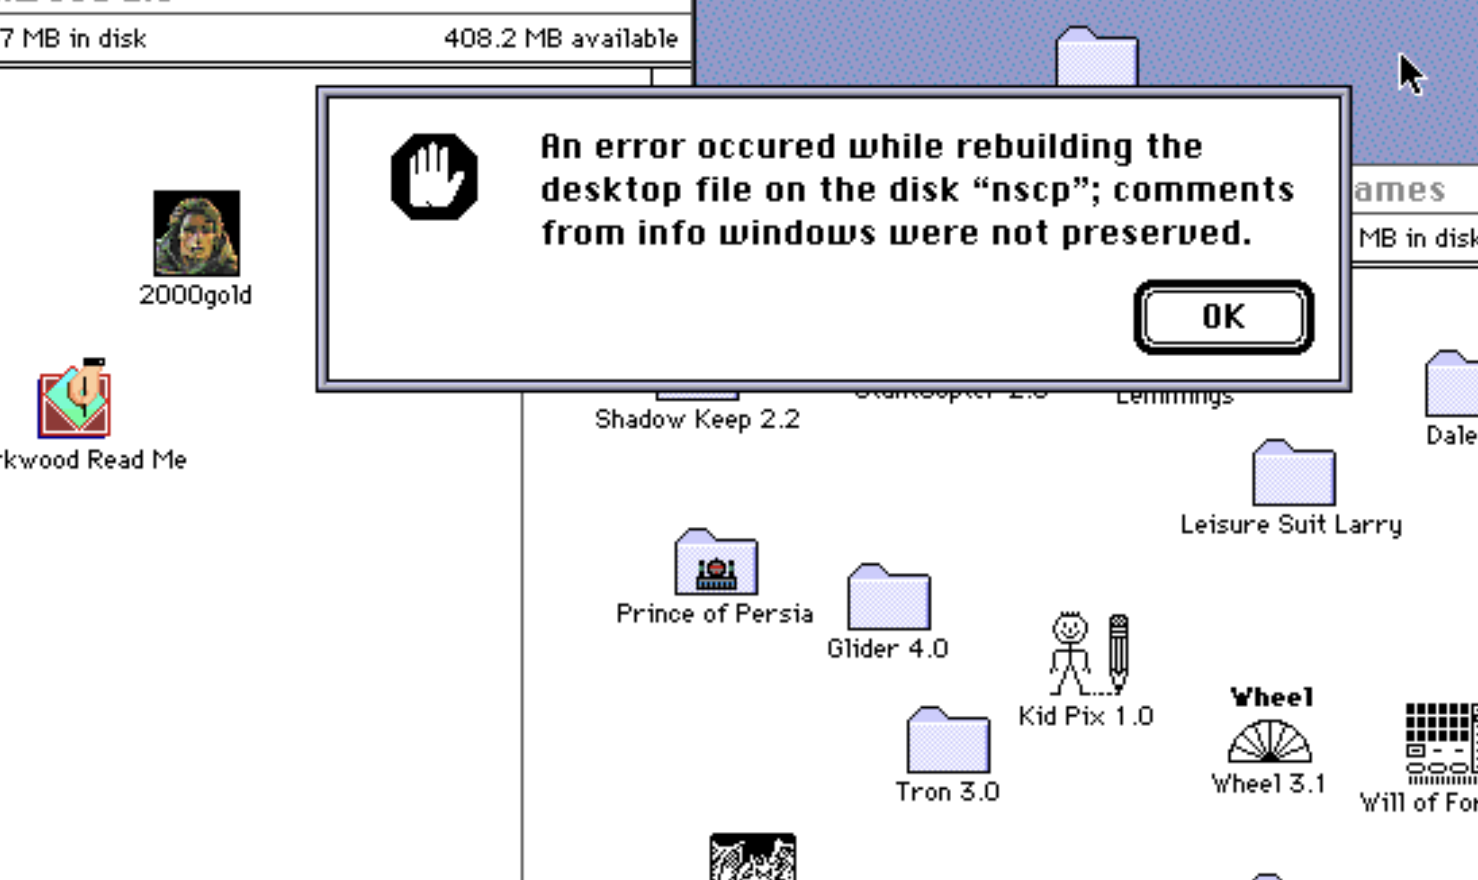 7 MB in disk 408.2 MB available
An error occured while rebuilding the
desktop file on the disk “nscp”; comments
from info windows were not preserved.
OK
ames
MB in disk
2000gold
rkwood Read Me
Shadow Keep 2.2
Lemmings
Dale
Leisure Suit Larry
Prince of Persia
Glider 4.0
Kid Pix 1.0
Wheel
Wheel 3.1
Tron 3.0
Will of For